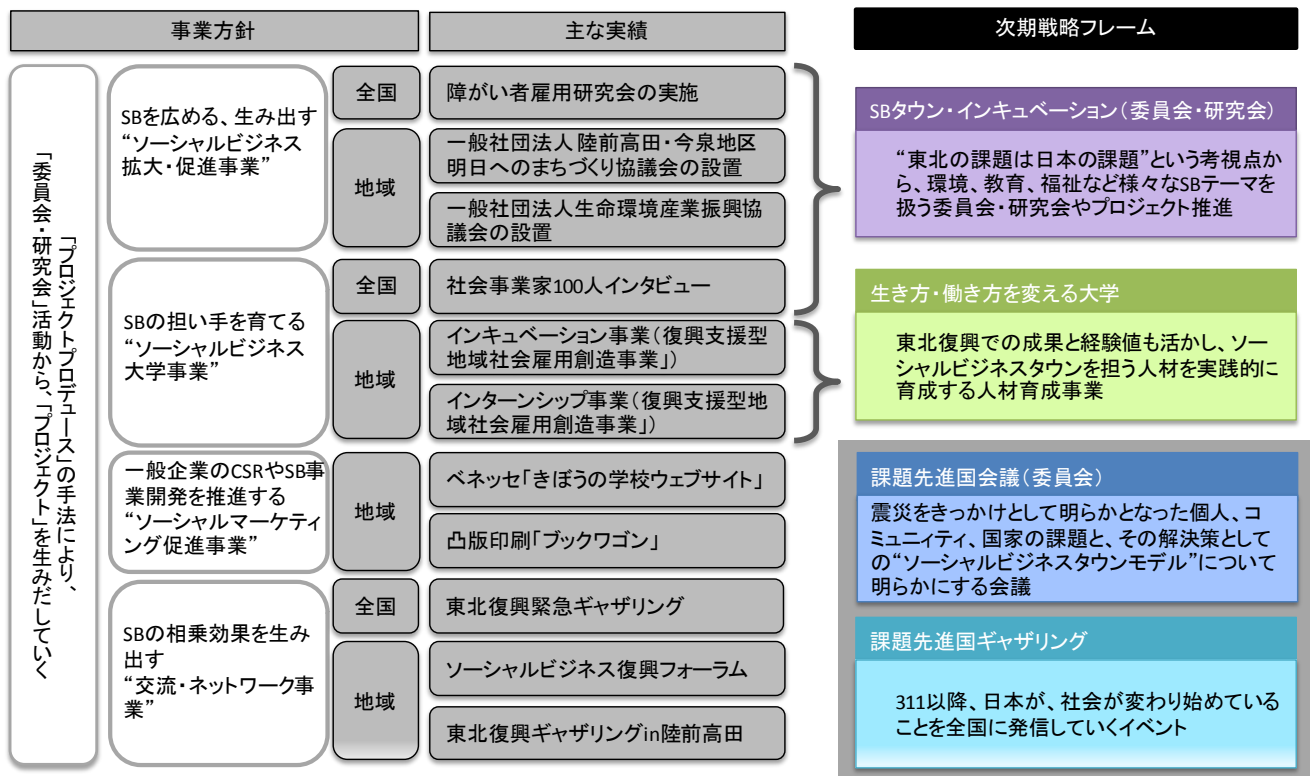 事業方針
主な実績
次期戦略フレーム
「プロジェクトプロデュース」の手法により、
「委員会・研究会」活動から、「プロジェクト」を生みだしていく
SBを広める、生み出す
“ソーシャルビジネス
拡大・促進事業”
全国
障がい者雇用研究会の実施
地域
一般社団法人陸前高田・今泉地区
明日へのまちづくり協議会の設置
一般社団法人生命環境産業振興協
議会の設置
SBの担い手を育てる
“ソーシャルビジネス
大学事業”
全国
社会事業家100人インタビュー
地域
インキュベーション事業(復興支援型
地域社会雇用創造事業」)
インターンシップ事業(復興支援型地
域社会雇用創造事業」)
一般企業のCSRやSB事
業開発を推進する
“ソーシャルマーケティ
ング促進事業”
地域
ベネッセ「きぼうの学校ウェブサイト」
凸版印刷「ブックワゴン」
SBの相乗効果を生み
出す
“交流・ネットワーク事
業”
全国
東北復興緊急ギャザリング
地域
ソーシャルビジネス復興フォーラム
東北復興ギャザリングin陸前高田
SBタウン・インキュベーション(委員会・研究会)
“東北の課題は日本の課題”という考視点か
ら、環境、教育、福祉など様々なSBテーマを
扱う委員会・研究会やプロジェクト推進
生き方・働き方を変える大学
東北復興での成果と経験値も活かし、ソー
シャルビジネスタウンを担う人材を実践的に
育成する人材育成事業
課題先進国会議(委員会)
震災をきっかけとして明らかとなった個人、コ
ミュニィティ、国家の課題と、その解決策として
の“ソーシャルビジネスタウンモデル”について
明らかにする会議
課題先進国ギャザリング
311以降、日本が、社会が変わり始めている
ことを全国に発信していくイベント